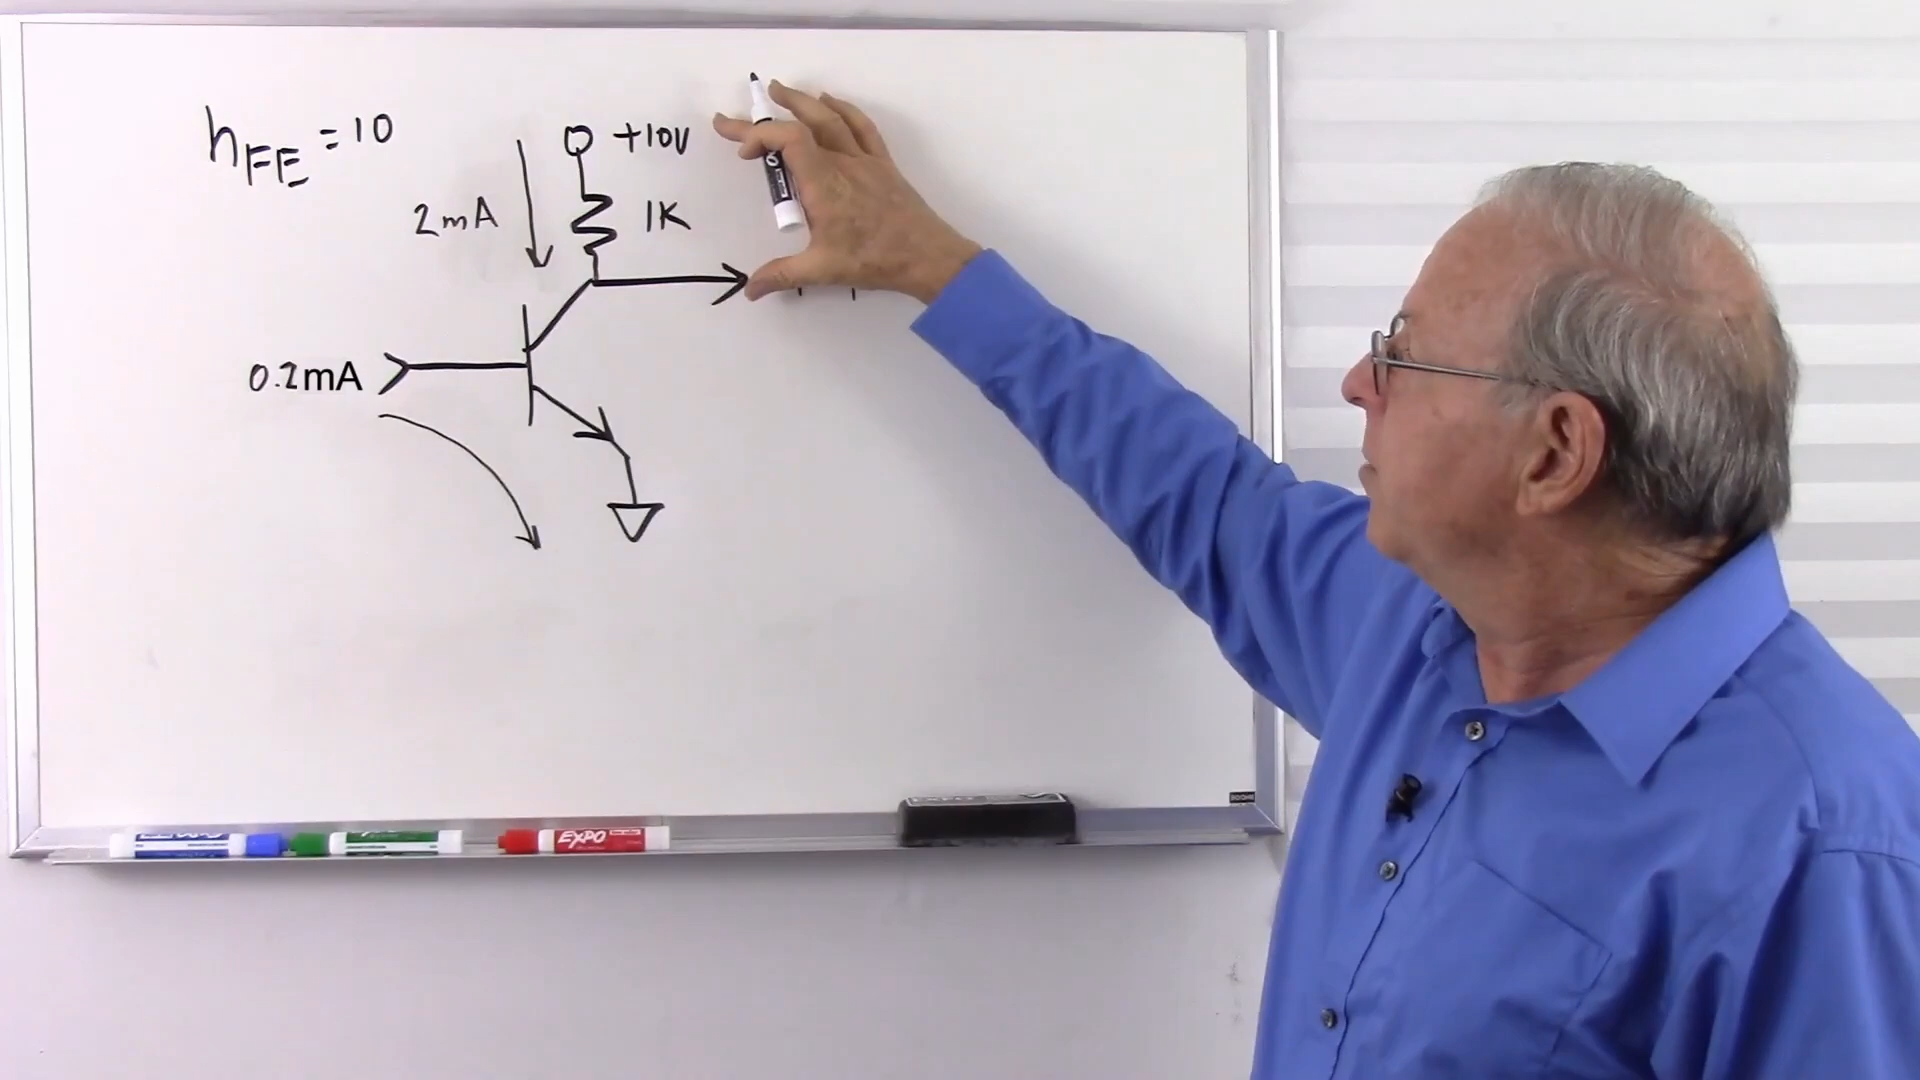 hFE = 10
+10V
2mA
1K
0.2mA
EXPO